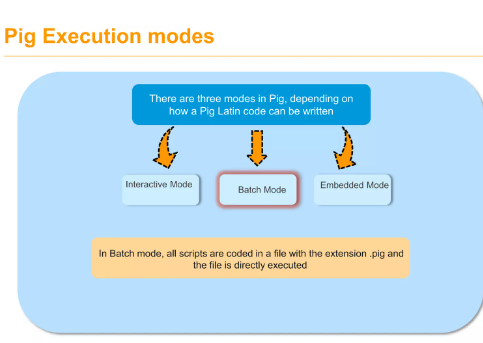 Pig Execution modes
There are three modes in Pig, depending on
how a Pig Latin code can be written
Interactive Mode
Batch Mode
Embedded Mode
In Batch mode, all scripts are coded in a file with the extension .pig and
the file is directly executed